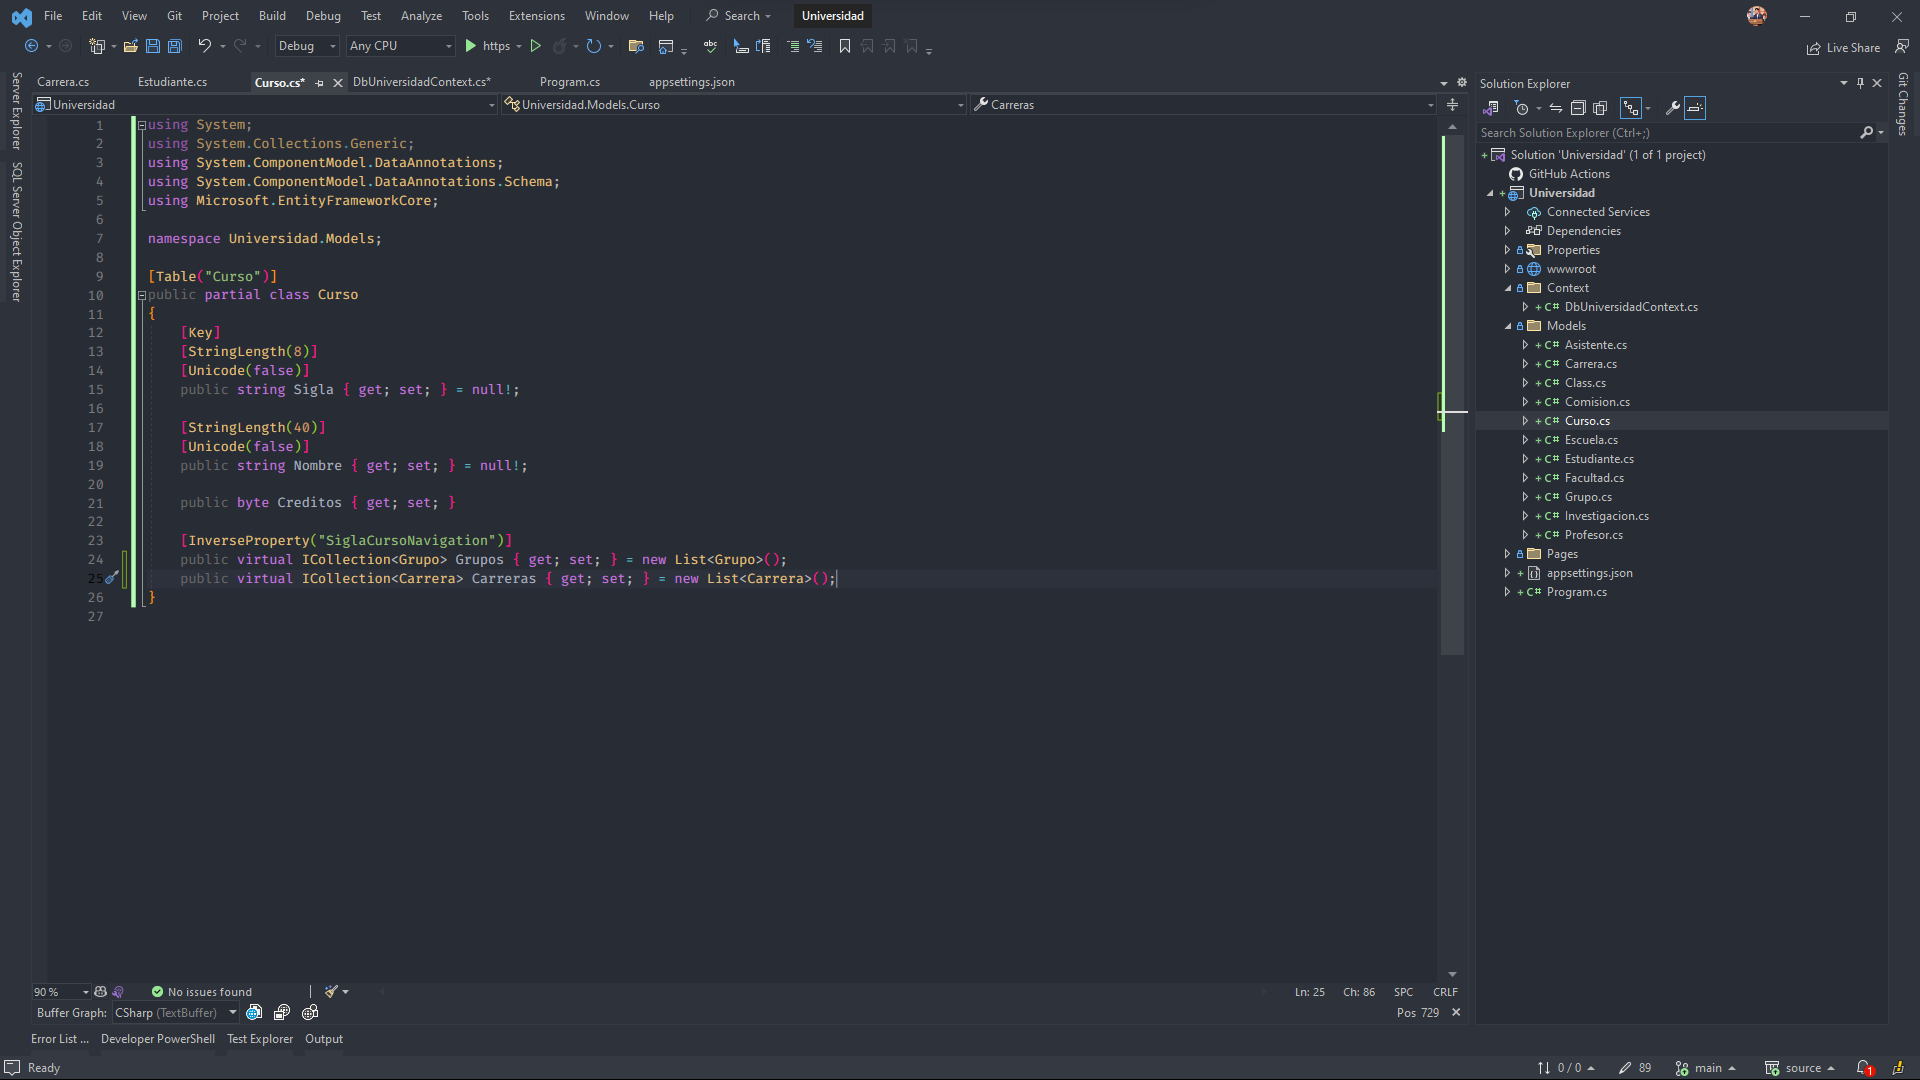 File Edit View Git Project Build Debug Test Analyze Tools Extensions Window Help Search Universidad
Debug Any CPU https Live Share
Carrera.cs Estudiante.cs Curso.cs* DbUniversidadContext.cs* Program.cs appsettings.json
Universidad Universidad.Models.Curso Carreras
Server Explorer
SQL Server Object Explorer
1 using System;
2 using System.Collections.Generic;
3 using System.ComponentModel.DataAnnotations;
4 using System.ComponentModel.DataAnnotations.Schema;
5 using Microsoft.EntityFrameworkCore;
6
7 namespace Universidad.Models;
8
9 [Table("Curso")]
10 public partial class Curso
11 {
12 [Key]
13 [StringLength(8)]
14 [Unicode(false)]
15 public string Sigla { get; set; } = null!;
16
17 [StringLength(40)]
18 [Unicode(false)]
19 public string Nombre { get; set; } = null!;
20
21 public byte Creditos { get; set; }
22
23 [InverseProperty("SiglaCursoNavigation")]
24 public virtual ICollection<Grupo> Grupos { get; set; } = new List<Grupo>();
25 public virtual ICollection<Carrera> Carreras { get; set; } = new List<Carrera>();
26 }
27
90 % No issues found Ln: 25 Ch: 86 SPC CRLF
Buffer Graph: CSharp (TextBuffer) Pos 729
Error List ... Developer PowerShell Test Explorer Output
Solution Explorer
Search Solution Explorer (Ctrl+;)
Solution 'Universidad' (1 of 1 project)
GitHub Actions
Universidad
Connected Services
Dependencies
Properties
wwwroot
Context
C# DbUniversidadContext.cs
Models
C# Asistente.cs
C# Carrera.cs
C# Class.cs
C# Comision.cs
C# Curso.cs
C# Escuela.cs
C# Estudiante.cs
C# Facultad.cs
C# Grupo.cs
C# Investigacion.cs
C# Profesor.cs
Pages
appsettings.json
C# Program.cs
Git Changes
Ready 0 / 0 89 main source 1